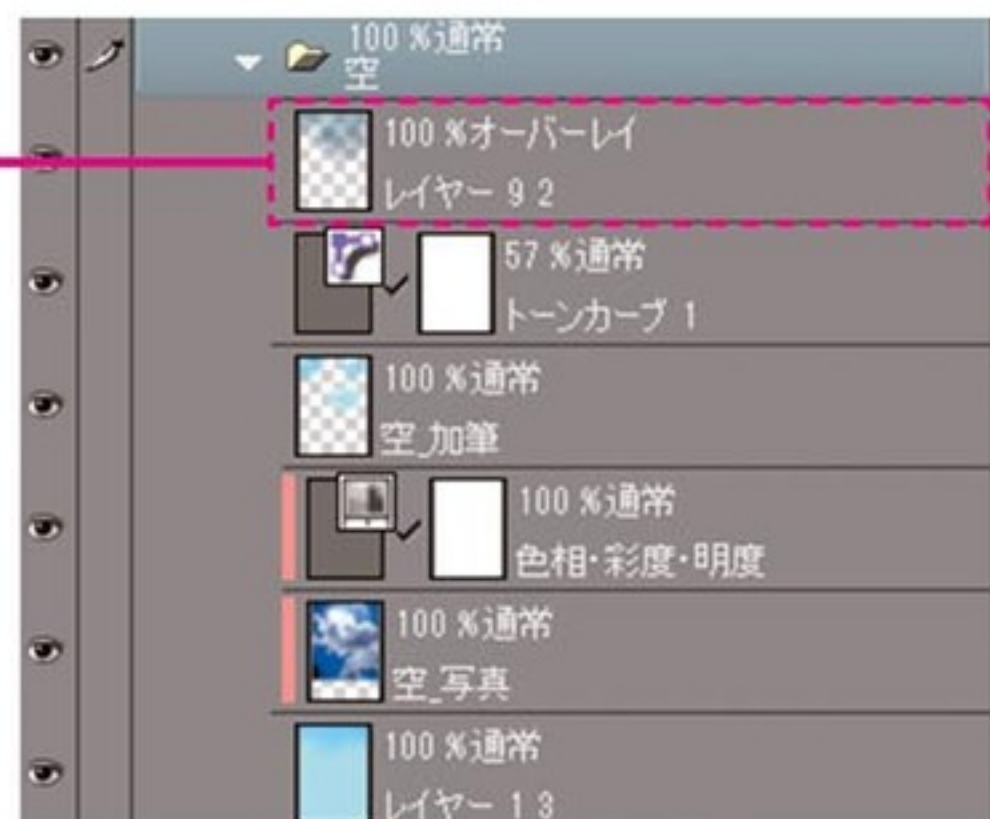 100 %通常
空
100 %オーバーレイ
レイヤー 9 2
57 %通常
トーンカーブ 1
100 %通常
空_加筆
100 %通常
色相・彩度・明度
100 %通常
空_写真
100 %通常
レイヤー 1 3